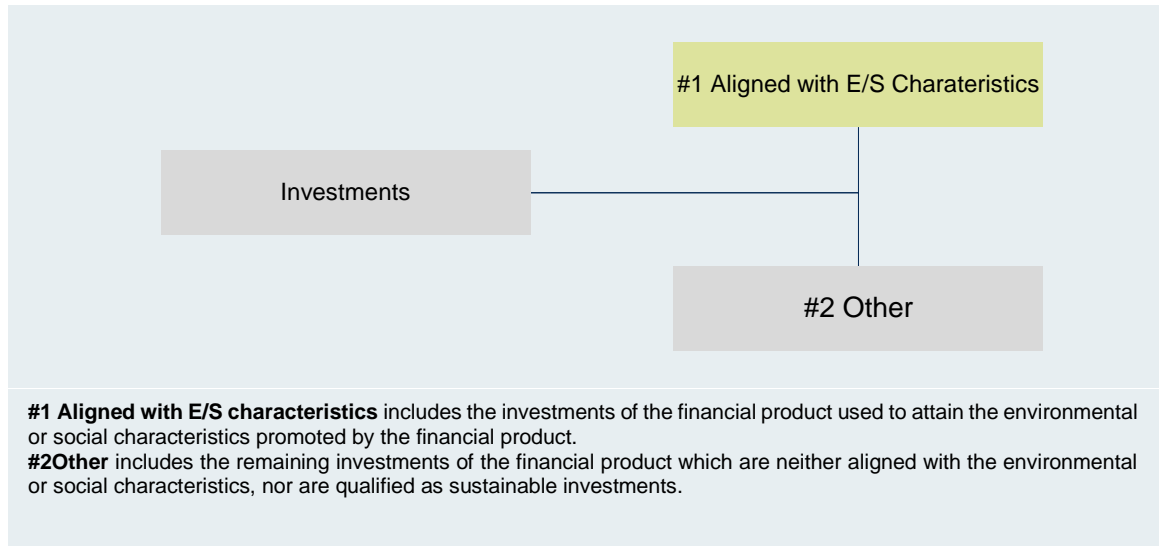 #1 Aligned with E/S Charateristics
Investments
#2 Other
#1 Aligned with E/S characteristics includes the investments of the financial product used to attain the environmental
or social characteristics promoted by the financial product.
#2Other includes the remaining investments of the financial product which are neither aligned with the environmental
or social characteristics, nor are qualified as sustainable investments.